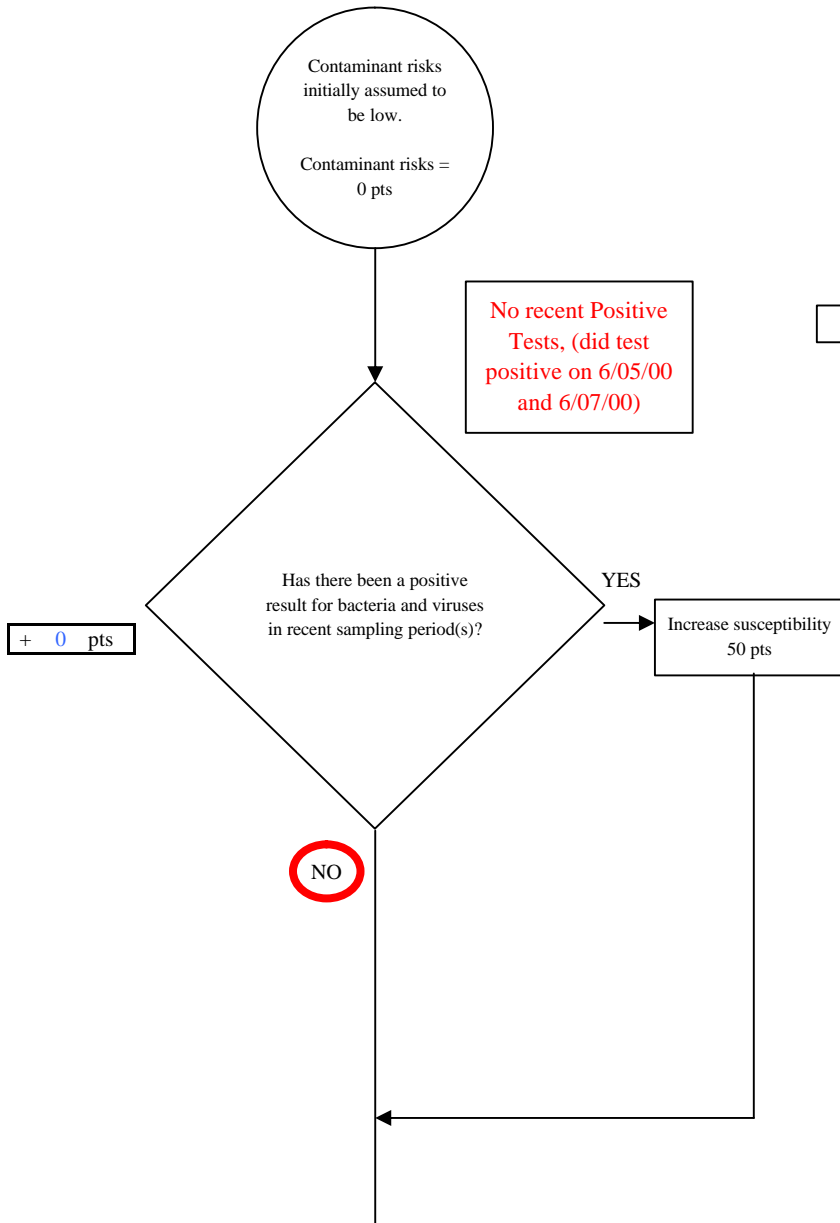 Contaminant risks
initially assumed to
be low.
Contaminant risks =
0 pts
No recent Positive
Tests, (did test
positive on 6/05/00
and 6/07/00)
Has there been a positive
result for bacteria and viruses
in recent sampling period(s)?
YES
Increase susceptibility
50 pts
+ 0 pts
NO